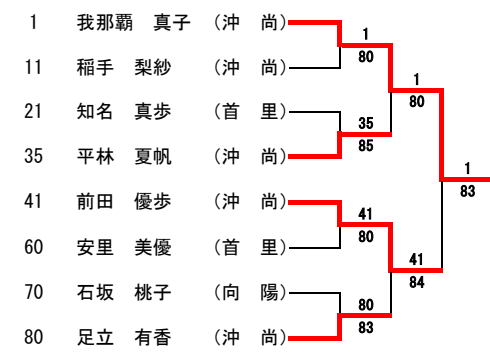 1 我那覇 真子 (沖 尚)
11 稲手 梨紗 (沖 尚)
21 知名 真歩 (首 里)
35 平林 夏帆 (沖 尚)
41 前田 優歩 (沖 尚)
60 安里 美優 (首 里)
70 石坂 桃子 (向 陽)
80 足立 有香 (沖 尚)
1
80
35
85
41
80
80
83
1
80
41
84
1
83